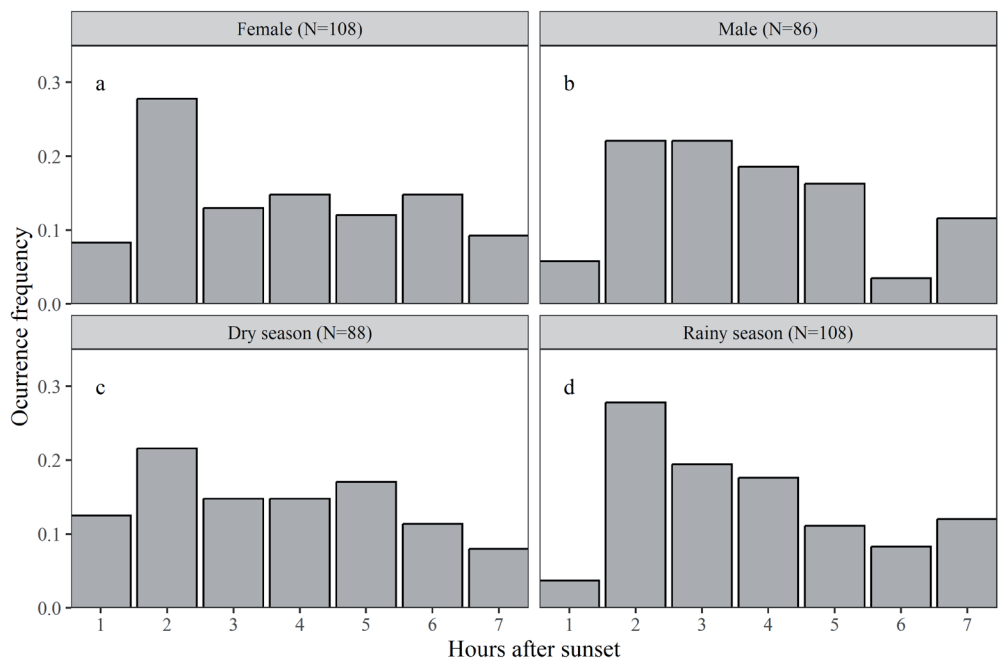 Female (N=108)
Male (N=86)
a
b
0.3
0.2
0.1
0.0
Dry season (N=88)
Rainy season (N=108)
c
d
0.3
0.2
0.1
0.0
1 2 3 4 5 6 7
1 2 3 4 5 6 7
Hours after sunset
Ocurrence frequency